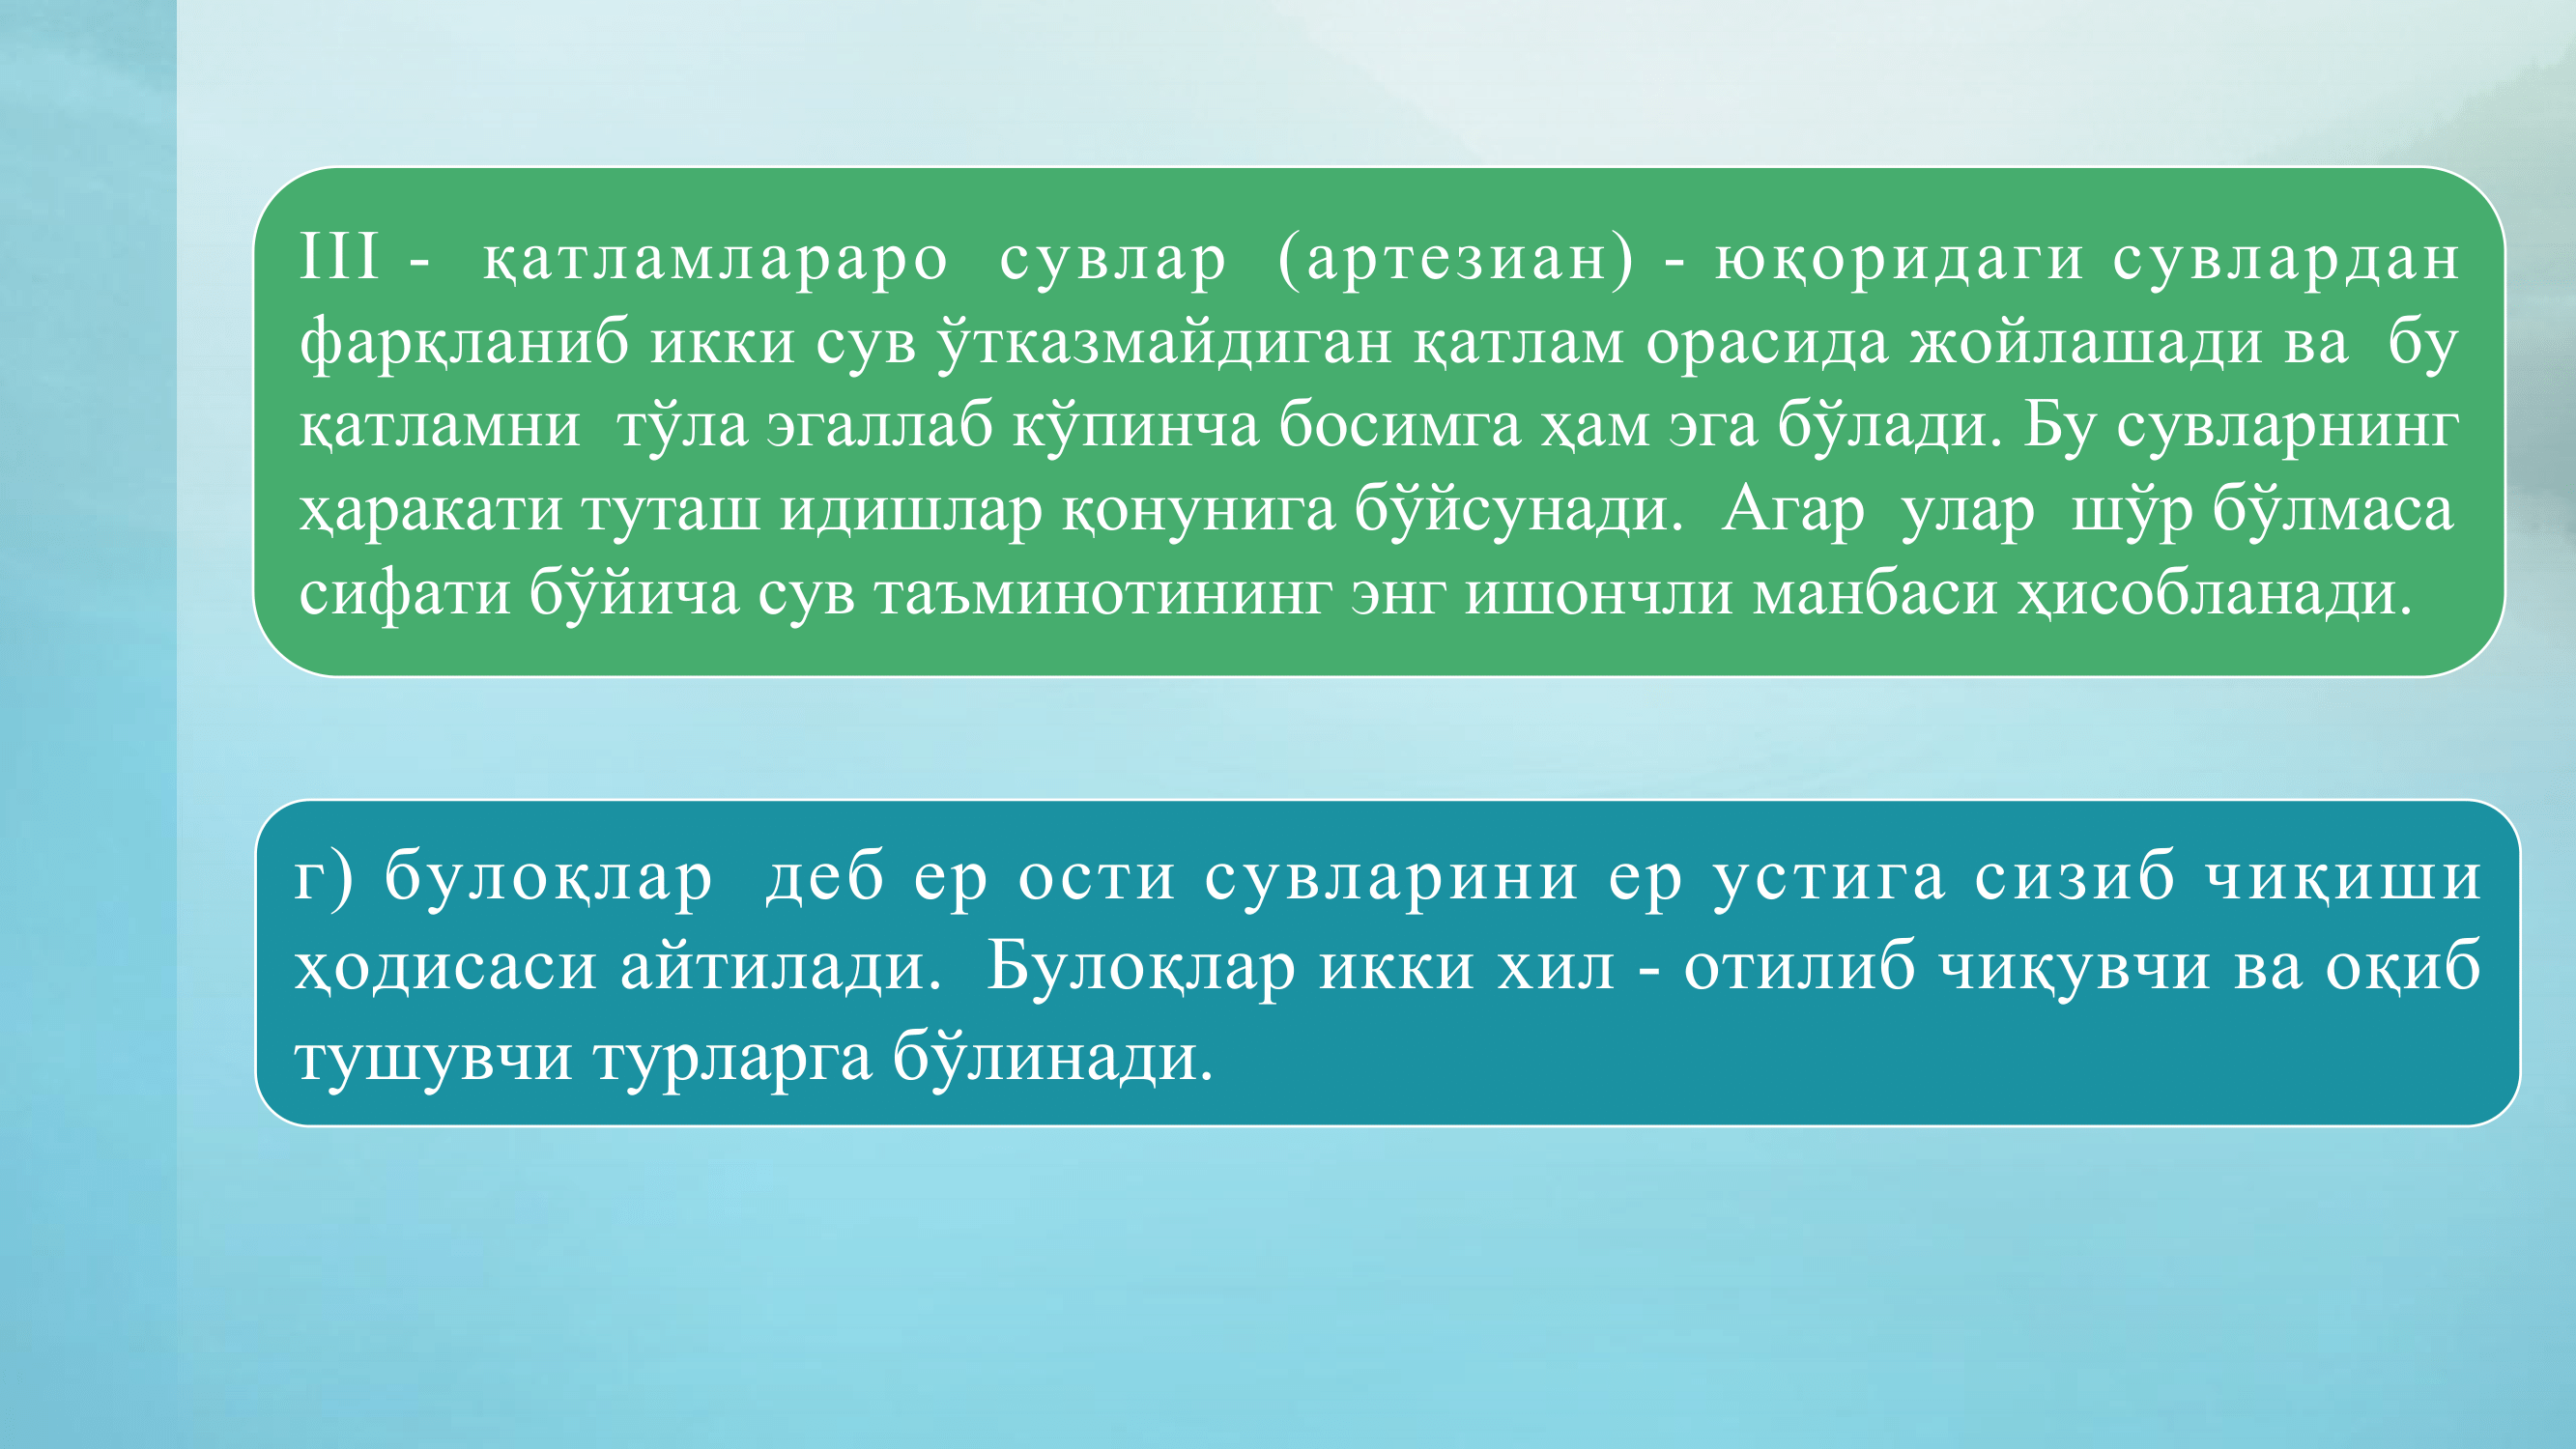 III - қатламлараро сувлар (артезиан) - юқоридаги сувлардан
фарқланиб икки сув ўтказмайдиган қатлам орасида жойлашади ва бу
қатламни тўла эгаллаб кўпинча босимга ҳам эга бўлади. Бу сувларнинг
ҳаракати туташ идишлар қонунига бўйсунади. Агар улар шўр бўлмаса
сифати бўйича сув таъминотининг энг ишончли манбаси ҳисобланади.
г) булоқлар деб ер ости сувларини ер устига сизиб чиқиши
ҳодисаси айтилади. Булоқлар икки хил - отилиб чиқувчи ва оқиб
тушувчи турларга бўлинади.